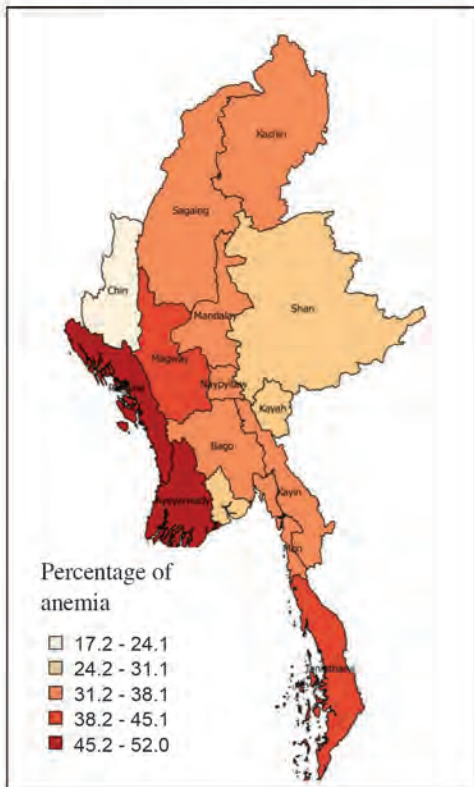 Kachin
Sagaing
Chin
Shan
Mandalay
Magway
Naypyitaw
Kayah
Bago
Ayeyarwady
Kayin
Mon
Tanintharyi
Percentage of
anemia
17.2 - 24.1
24.2 - 31.1
31.2 - 38.1
38.2 - 45.1
45.2 - 52.0